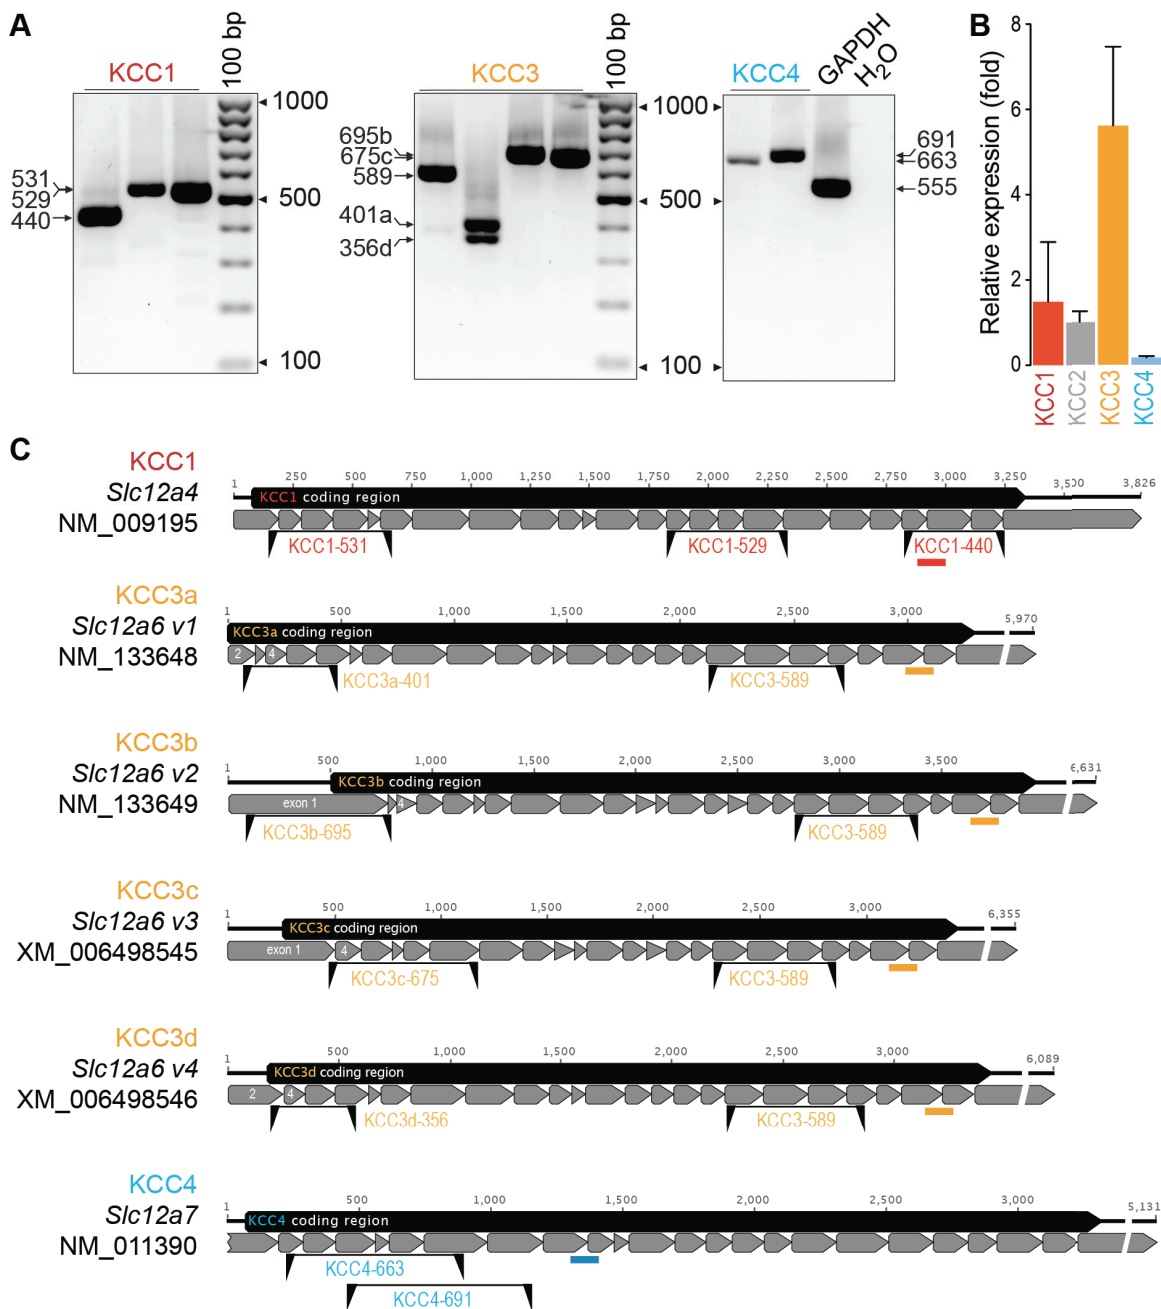 A
KCC1
100 bp
1000
531
529
440
500
100
KCC3
100 bp
695b
675c
589
401a
356d
1000
500
100
KCC4
GAPDH
H2O
691
663
555
B
Relative expression (fold)
8
6
4
2
0
KCC1
KCC2
KCC3
KCC4
C
KCC1
Slc12a4
NM_009195
1 250 500 750 1,000 1,250 1,500 1,750 2,000 2,250 2,500 2,750 3,000 3,250 3,500 3,826
KCC1 coding region
KCC1-531 KCC1-529 KCC1-440
KCC3a
Slc12a6 v1
NM_133648
1 500 1,000 1,500 2,000 2,500 3,000 5,970
KCC3a coding region
2 4
KCC3a-401 KCC3-589
KCC3b
Slc12a6 v2
NM_133649
1 500 1,000 1,500 2,000 2,500 3,000 3,500 6,631
KCC3b coding region
exon 1 4
KCC3b-695 KCC3-589
KCC3c
Slc12a6 v3
XM_006498545
1 500 1,000 1,500 2,000 2,500 3,000 6,355
KCC3c coding region
exon 1 4
KCC3c-675 KCC3-589
KCC3d
Slc12a6 v4
XM_006498546
1 500 1,000 1,500 2,000 2,500 3,000 6,089
KCC3d coding region
2 4
KCC3d-356 KCC3-589
KCC4
Slc12a7
NM_011390
1 500 1,000 1,500 2,000 2,500 3,000 5,131
KCC4 coding region
KCC4-663
KCC4-691